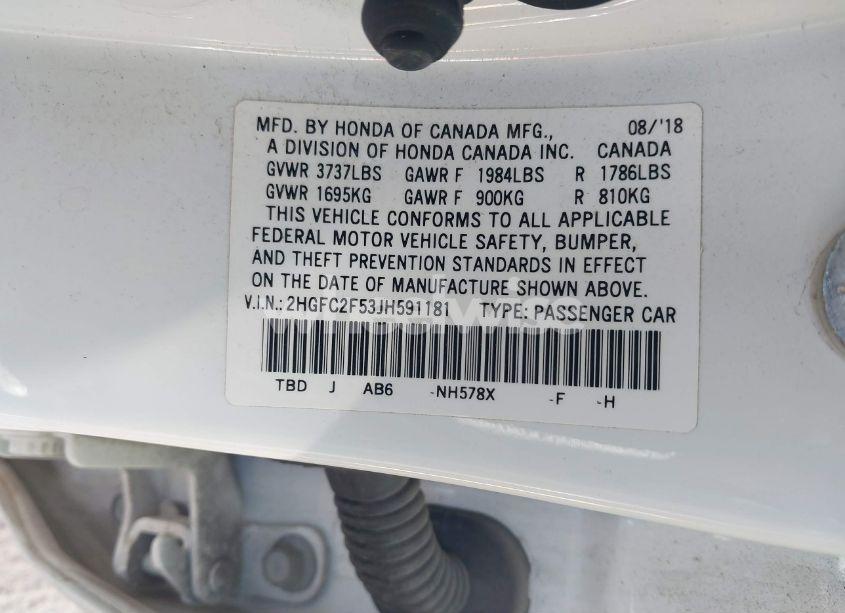 MFD. BY HONDA OF CANADA MFG., 08/'18
A DIVISION OF HONDA CANADA INC. CANADA
GVWR 3737LBS GAWR F 1984LBS R 1786LBS
GVWR 1695KG GAWR F 900KG R 810KG
THIS VEHICLE CONFORMS TO ALL APPLICABLE
FEDERAL MOTOR VEHICLE SAFETY, BUMPER,
AND THEFT PREVENTION STANDARDS IN EFFECT
ON THE DATE OF MANUFACTURE SHOWN ABOVE.
V.I.N.: 2HGFC2F53JH591181 TYPE: PASSENGER CAR
TBD J AB6 -NH578X -F -H